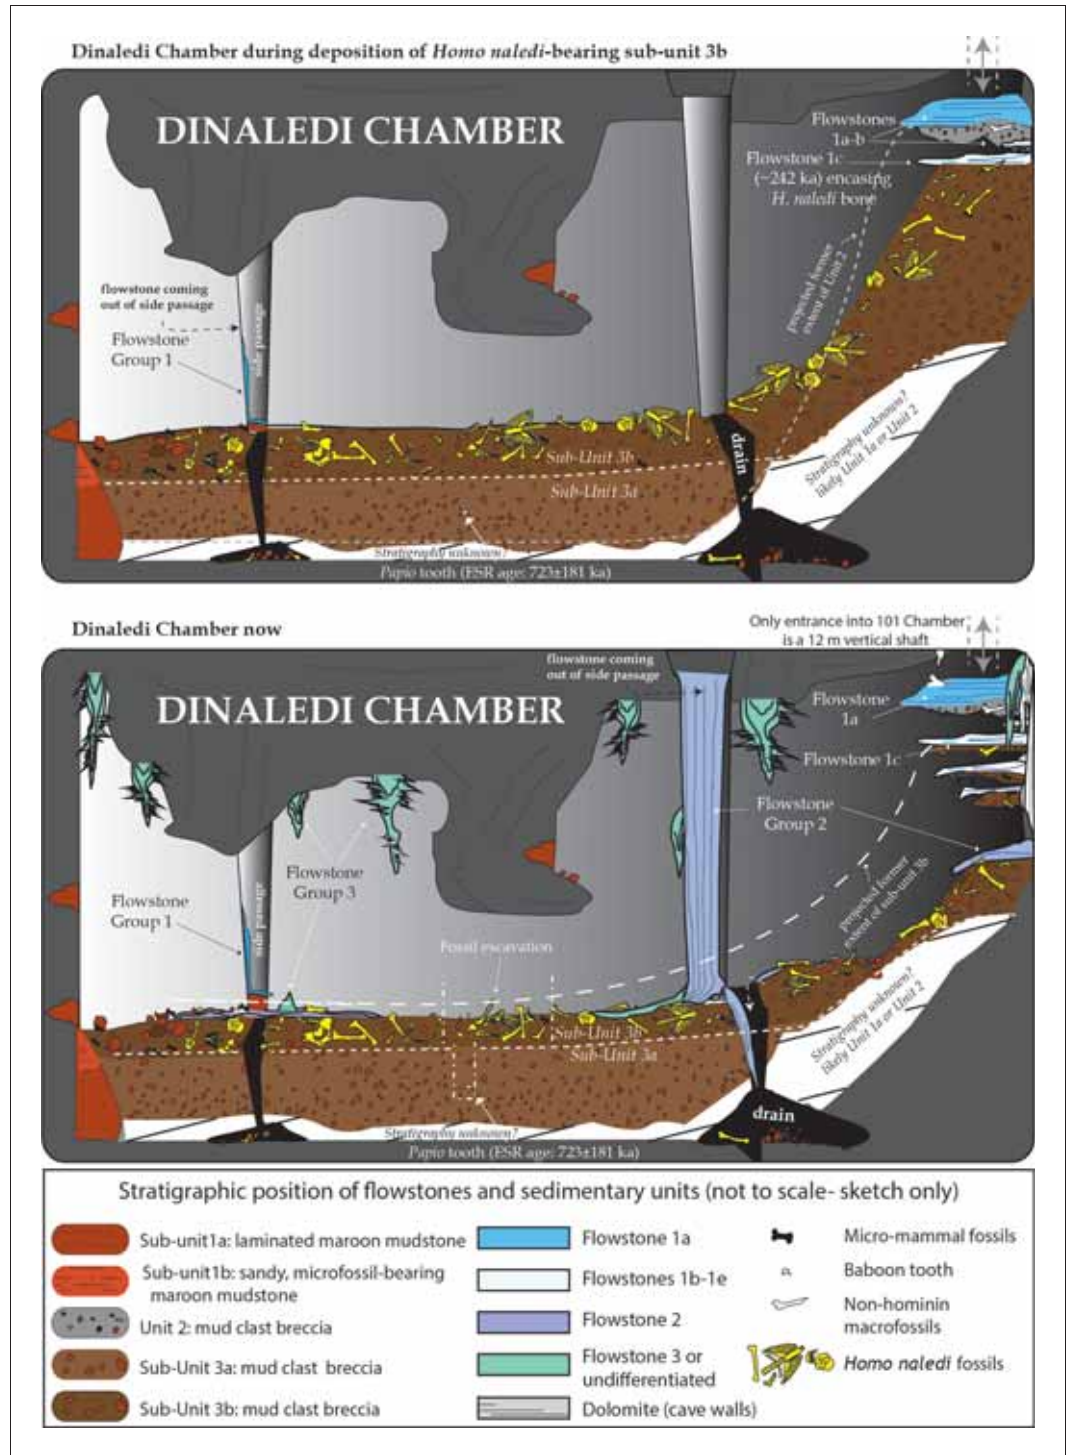 Dinaledi Chamber during deposition of Homo naledi-bearing sub-unit 3b
DINALEDI CHAMBER
Flowstones
1a-b
Flowstone 1c
(~242 ka) encasing
H. naledi bone
projected former
extent of Unit 2
flowstone coming
out of side passage
Flowstone
Group 1
side passage
Sub-Unit 3b
Sub-Unit 3a
drain
Stratigraphy unknown?
likely Unit 1a or Unit 2
Stratigraphy unknown?
Papio tooth (ESR age: 723±181 ka)
Dinaledi Chamber now
Only entrance into 101 Chamber
is a 12 m vertical shaft
flowstone coming
out of side passage
DINALEDI CHAMBER
Flowstone
1a
Flowstone 1c
Flowstone
Group 2
Flowstone
Group 3
Flowstone
Group 1
side passage
projected former
extent of sub-unit 3b
Fossil excavation
Sub-Unit 3b
Sub-Unit 3a
Stratigraphy unknown?
likely Unit 1a or Unit 2
drain
Stratigraphy unknown?
Papio tooth (ESR age: 723±181 ka)
Stratigraphic position of flowstones and sedimentary units (not to scale- sketch only)
Sub-unit1a: laminated maroon mudstone
Sub-unit1b: sandy, microfossil-bearing
maroon mudstone
Unit 2: mud clast breccia
Sub-Unit 3a: mud clast breccia
Sub-Unit 3b: mud clast breccia
Flowstone 1a
Flowstones 1b-1e
Flowstone 2
Flowstone 3 or
undifferentiated
Dolomite (cave walls)
Micro-mammal fossils
Baboon tooth
Non-hominin
macrofossils
Homo naledi fossils